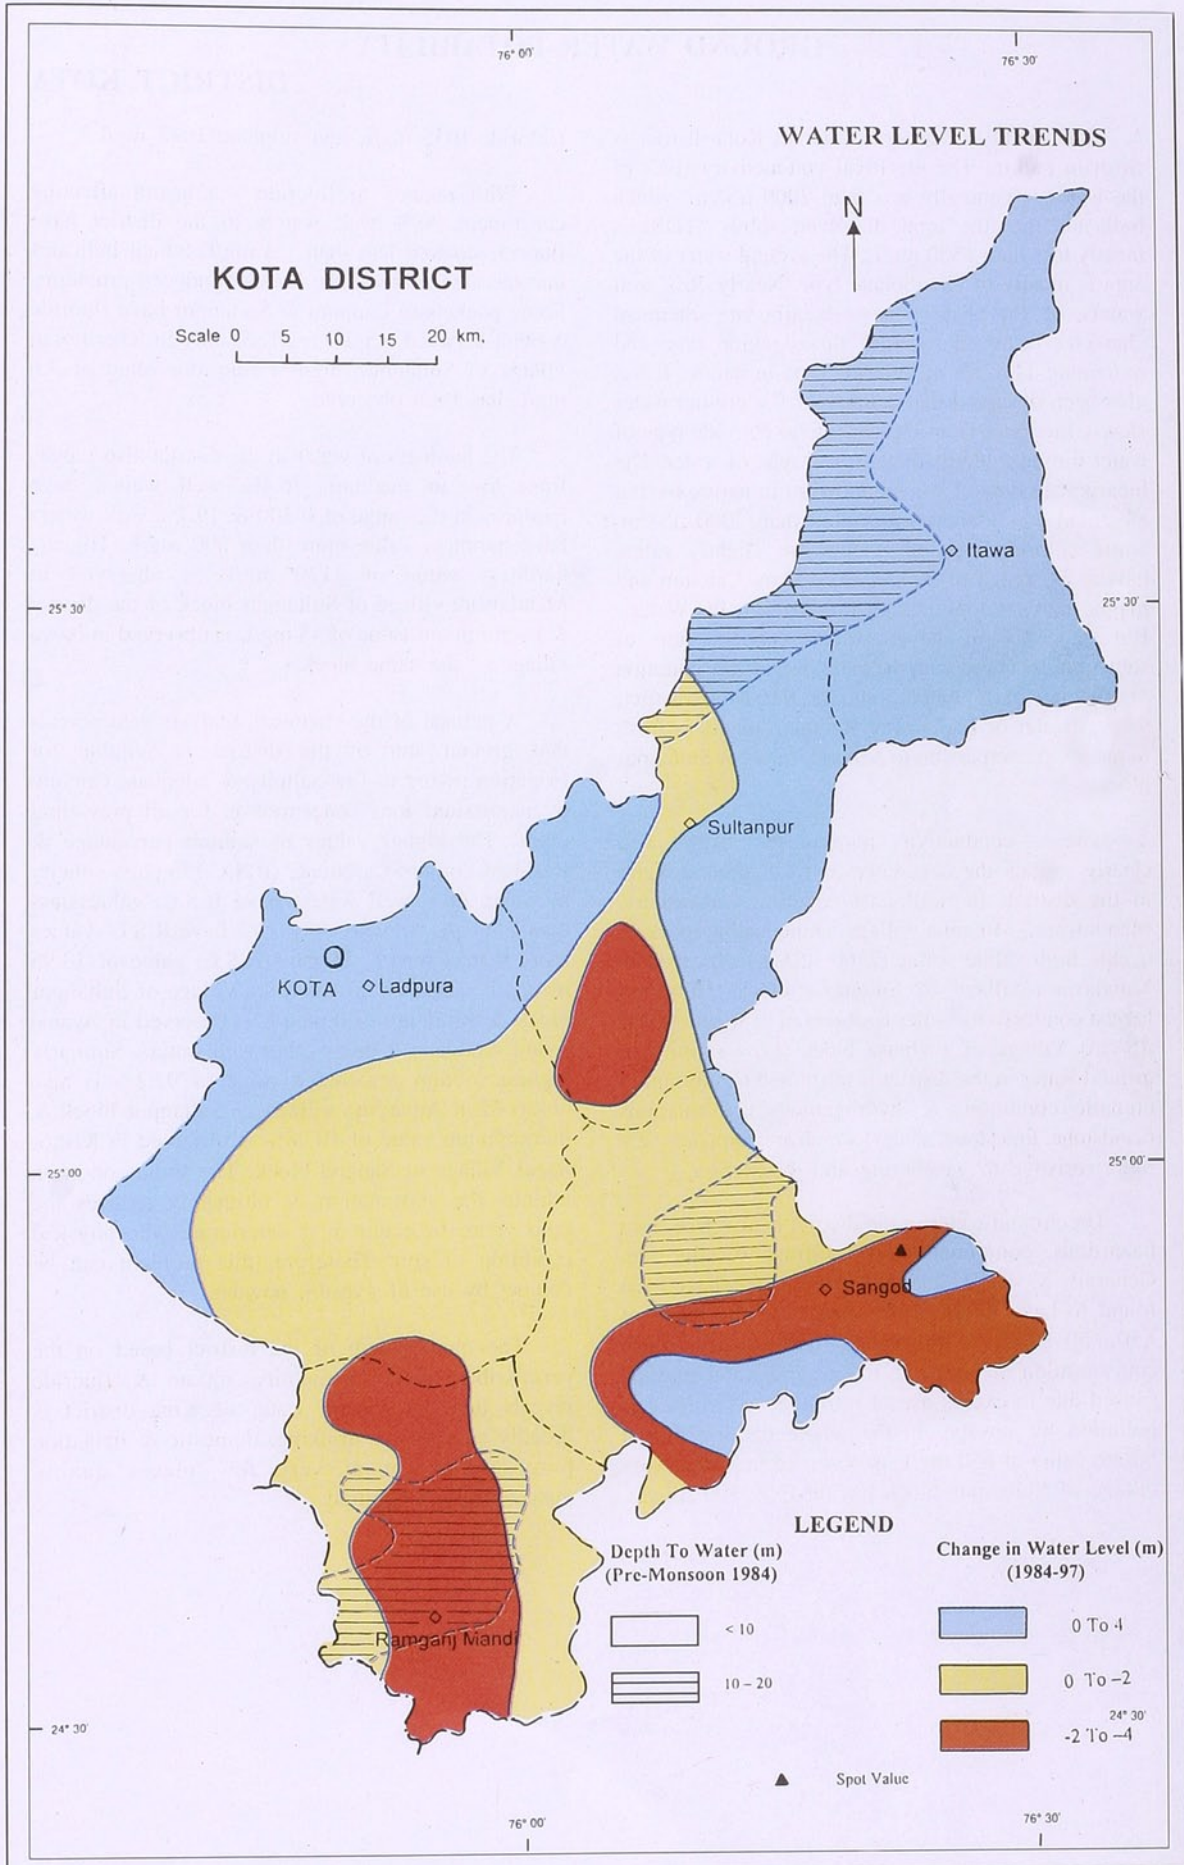 76° 00'
76° 30'
WATER LEVEL TRENDS
N
KOTA DISTRICT
Scale 0 5 10 15 20 km.
Itawa
25° 30'
25° 30'
Sultanpur
KOTA
Ladpura
25° 00'
25° 00'
Sangod
LEGEND
Depth To Water (m)
(Pre-Monsoon 1984)
< 10
10 – 20
Change in Water Level (m)
(1984-97)
0 To 4
0 To –2
-2 To –4
Ramganj Mandi
24° 30'
24° 30'
Spot Value
76° 00'
76° 30'